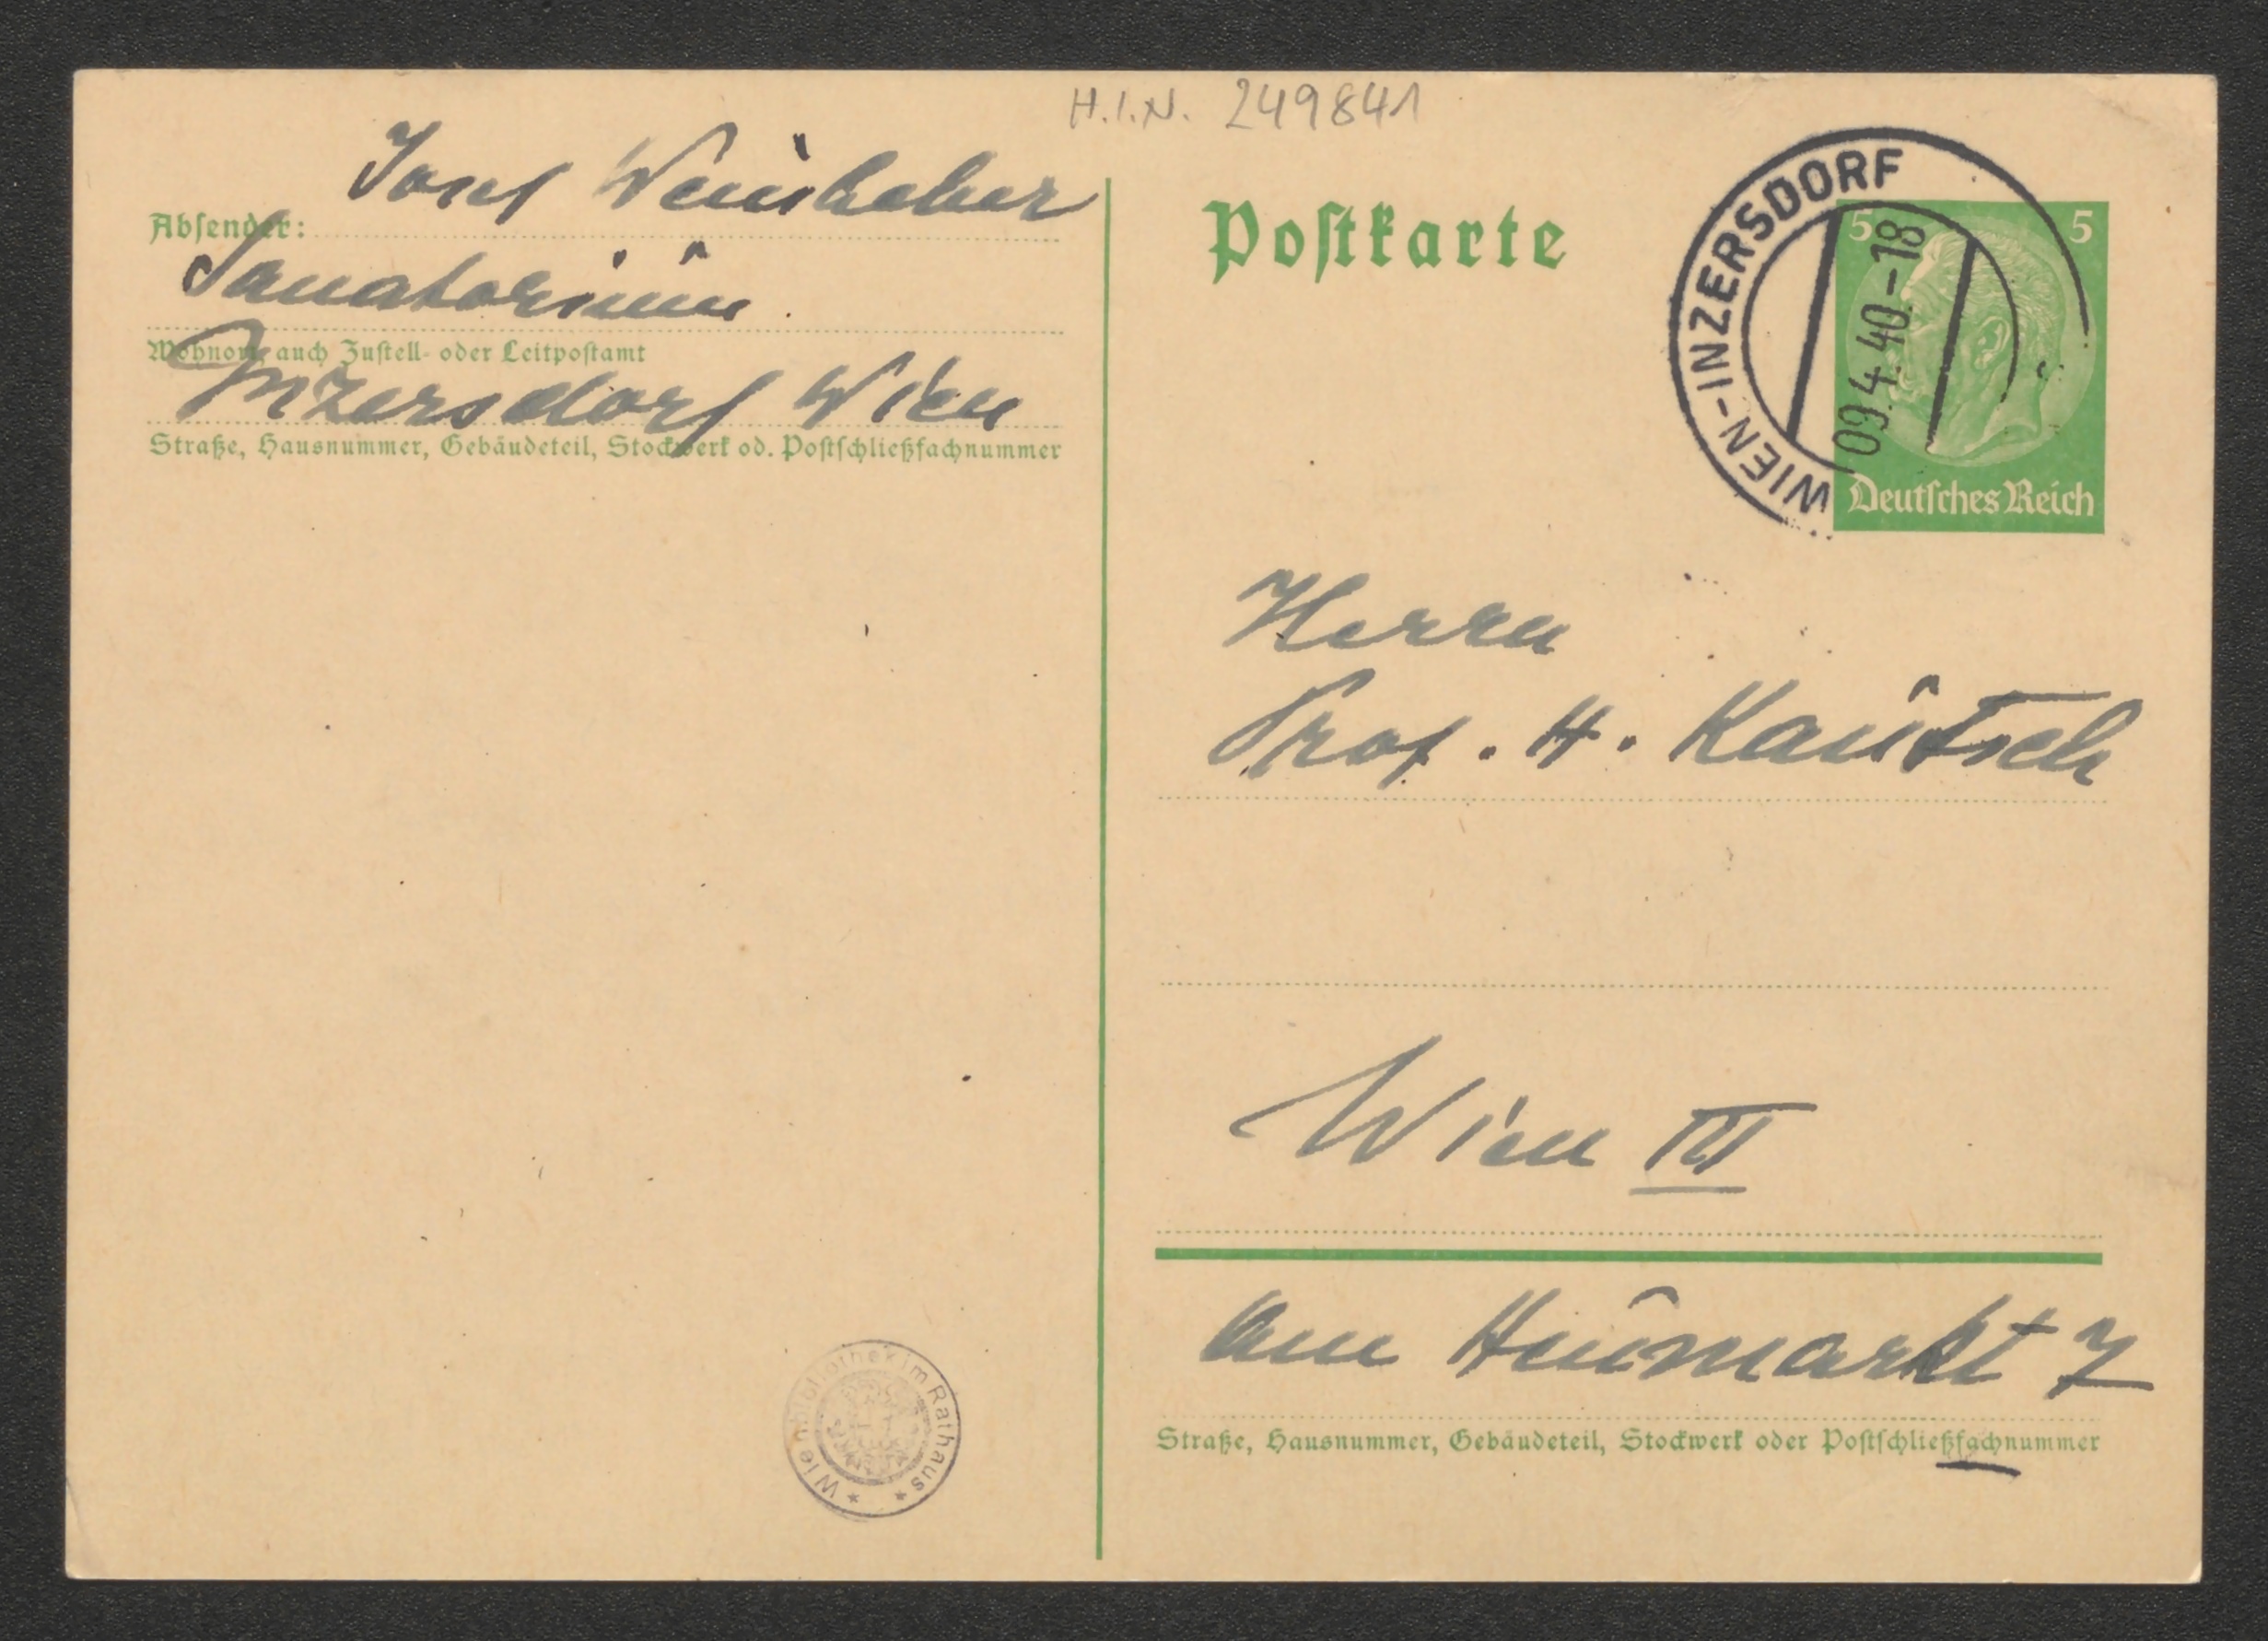 H.I.N. 249841
Josef Weinheber
Absender:
Sanatorium
Wohnort, auch Zustell- oder Leitpostamt
Inzersdorf Wien
Straße, Hausnummer, Gebäudeteil, Stockwerk od. Postschließfachnummer
Postkarte
WIEN-INZERSDORF
09.4.40.-18
5 5
Deutsches Reich
Herrn
Prof. H. Kautsch
Wien III
Am Heumarkt 7
Straße, Hausnummer, Gebäudeteil, Stockwerk oder Postschließfachnummer
* Wienbibliothek im Rathaus *